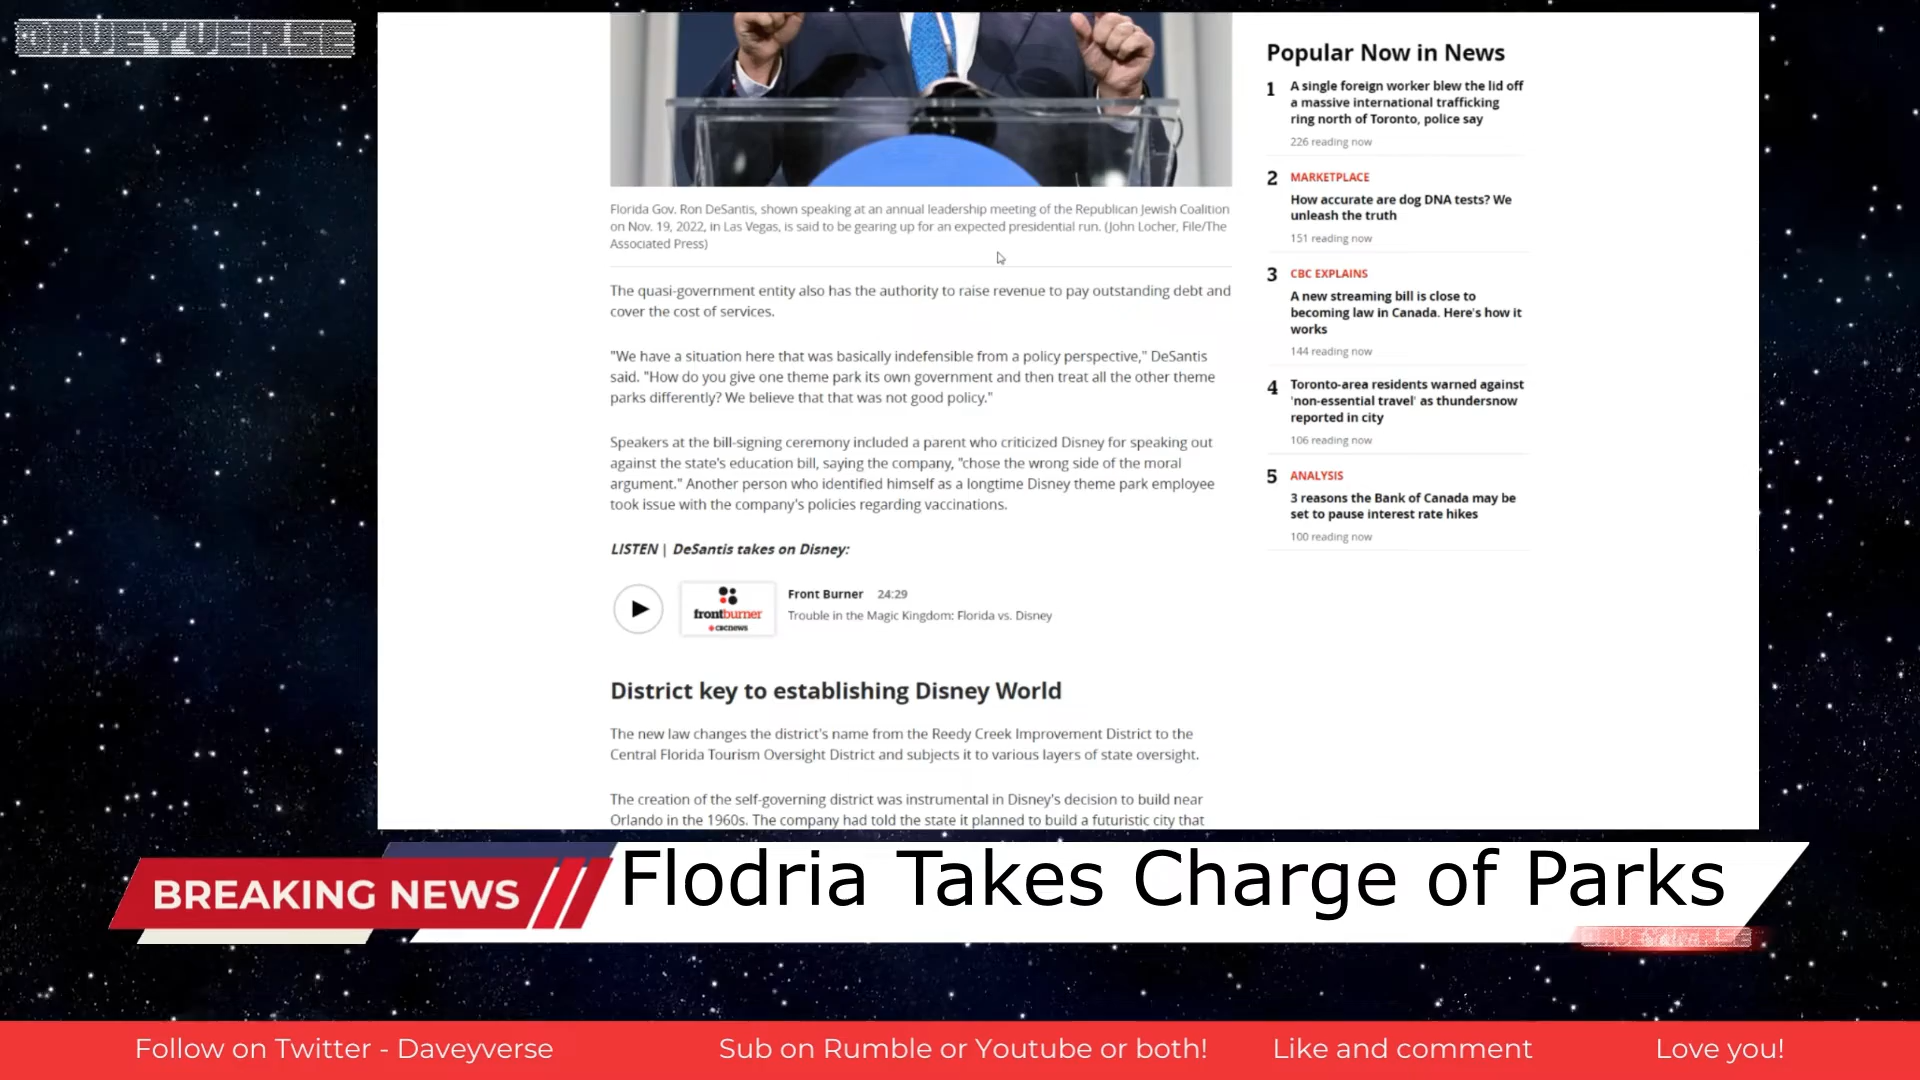 DAVEYVERSE
Florida Gov. Ron DeSantis, shown speaking at an annual leadership meeting of the Republican Jewish Coalition
on Nov. 19, 2022, in Las Vegas, is said to be gearing up for an expected presidential run. (John Locher, File/The
Associated Press)
The quasi-government entity also has the authority to raise revenue to pay outstanding debt and
cover the cost of services.
"We have a situation here that was basically indefensible from a policy perspective," DeSantis
said. "How do you give one theme park its own government and then treat all the other theme
parks differently? We believe that that was not good policy."
Speakers at the bill-signing ceremony included a parent who criticized Disney for speaking out
against the state's education bill, saying the company, "chose the wrong side of the moral
argument." Another person who identified himself as a longtime Disney theme park employee
took issue with the company's policies regarding vaccinations.
LISTEN | DeSantis takes on Disney:
frontburner
cbcnews
Front Burner 24:29
Trouble in the Magic Kingdom: Florida vs. Disney
District key to establishing Disney World
The new law changes the district's name from the Reedy Creek Improvement District to the
Central Florida Tourism Oversight District and subjects it to various layers of state oversight.
The creation of the self-governing district was instrumental in Disney's decision to build near
Orlando in the 1960s. The company had told the state it planned to build a futuristic city that
Popular Now in News
1 A single foreign worker blew the lid off
a massive international trafficking
ring north of Toronto, police say
226 reading now
2 MARKETPLACE
How accurate are dog DNA tests? We
unleash the truth
151 reading now
3 CBC EXPLAINS
A new streaming bill is close to
becoming law in Canada. Here's how it
works
144 reading now
4 Toronto-area residents warned against
'non-essential travel' as thundersnow
reported in city
106 reading now
5 ANALYSIS
3 reasons the Bank of Canada may be
set to pause interest rate hikes
100 reading now
BREAKING NEWS
Flodria Takes Charge of Parks
Follow on Twitter - Daveyverse
Sub on Rumble or Youtube or both!
Like and comment
Love you!